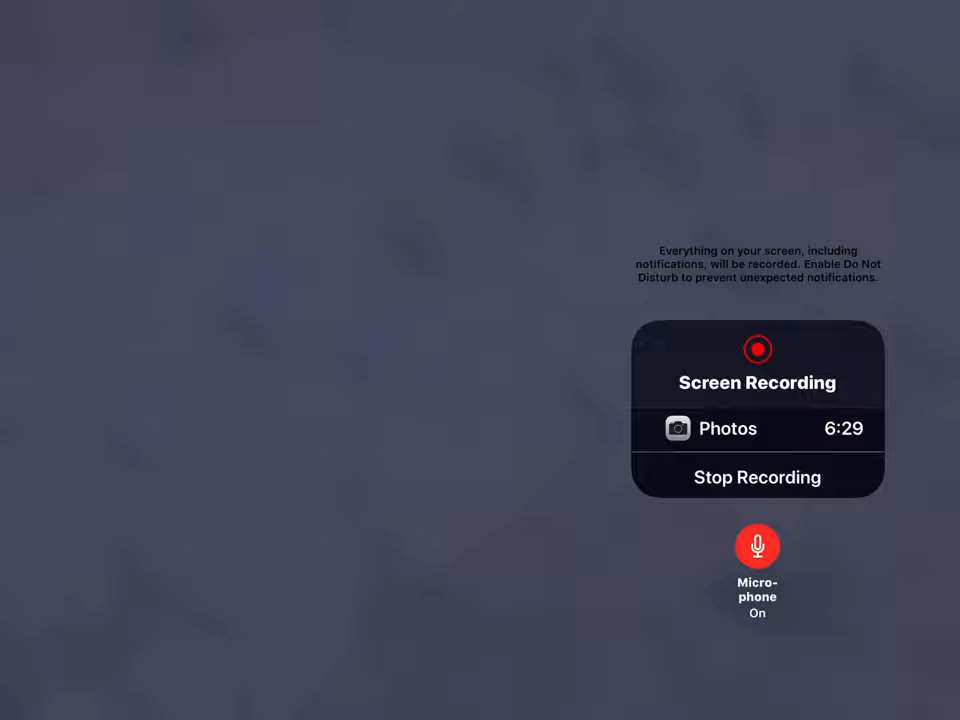 Everything on your screen, including
notifications, will be recorded. Enable Do Not
Disturb to prevent unexpected notifications.
Screen Recording
Photos 6:29
Stop Recording
Micro-
phone
On